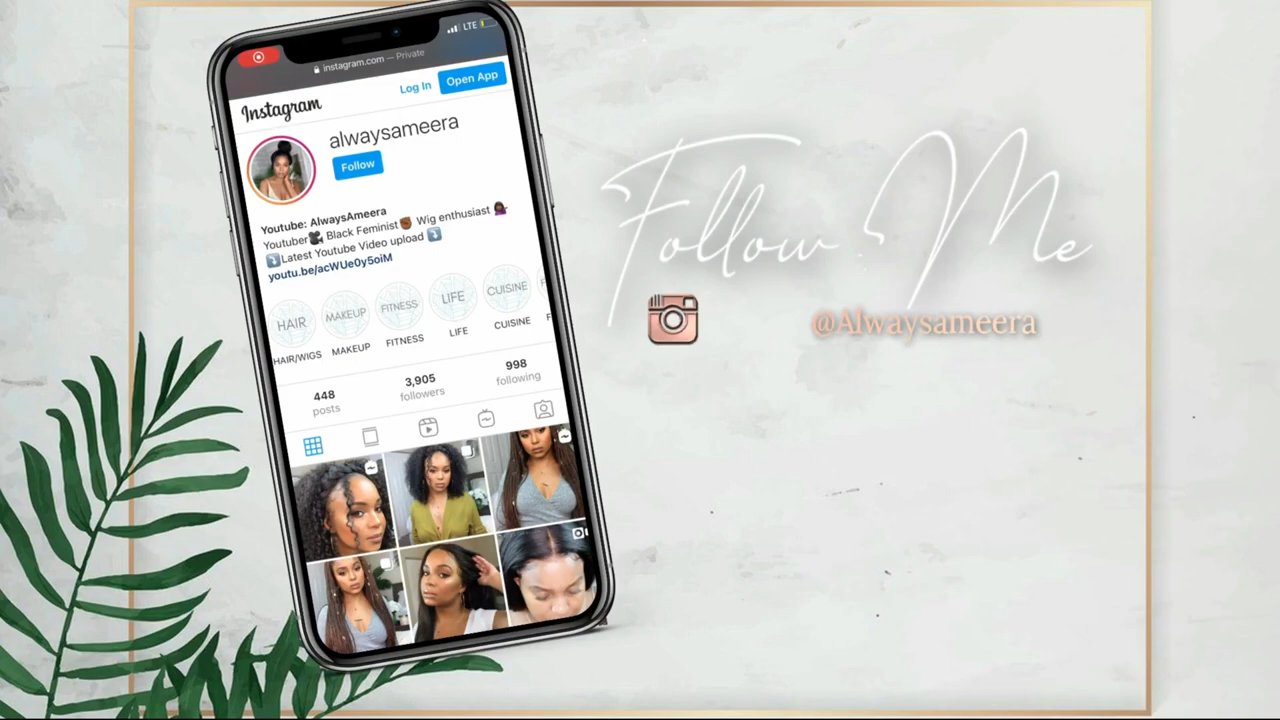 LTE
instagram.com — Private
Instagram
Log In
Open App
alwaysameera
Follow
Youtube: AlwaysAmeera
Youtuber🎥 Black Feminist✊🏾 Wig enthusiast 💁🏾‍♀️
⤵️Latest Youtube Video upload ⤵️
youtu.be/acWUe0y5oiM
HAIR MAKEUP FITNESS LIFE CUISINE F
HAIR/WIGS MAKEUP FITNESS LIFE CUISINE F
448 3,905 998
posts followers following
Follow Me
@Alwaysameera